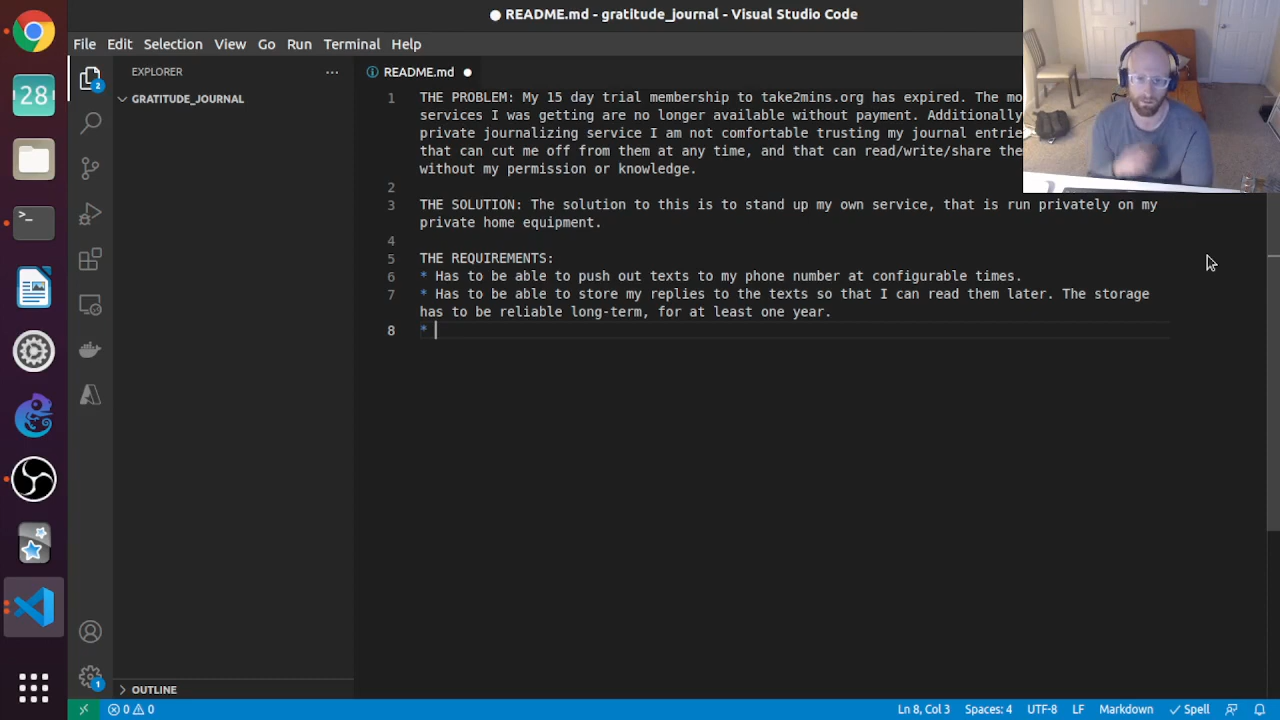 README.md - gratitude_journal - Visual Studio Code
File Edit Selection View Go Run Terminal Help
EXPLORER
README.md
GRATITUDE_JOURNAL
1 THE PROBLEM: My 15 day trial membership to take2mins.org has expired. The mo
services I was getting are no longer available without payment. Additionally
private journalizing service I am not comfortable trusting my journal entrie
that can cut me off from them at any time, and that can read/write/share the
without my permission or knowledge.
2
3 THE SOLUTION: The solution to this is to stand up my own service, that is run privately on my
private home equipment.
4
5 THE REQUIREMENTS:
6 * Has to be able to push out texts to my phone number at configurable times.
7 * Has to be able to store my replies to the texts so that I can read them later. The storage
has to be reliable long-term, for at least one year.
8 *
28
2
1
OUTLINE
0 0 Ln 8, Col 3 Spaces: 4 UTF-8 LF Markdown Spell